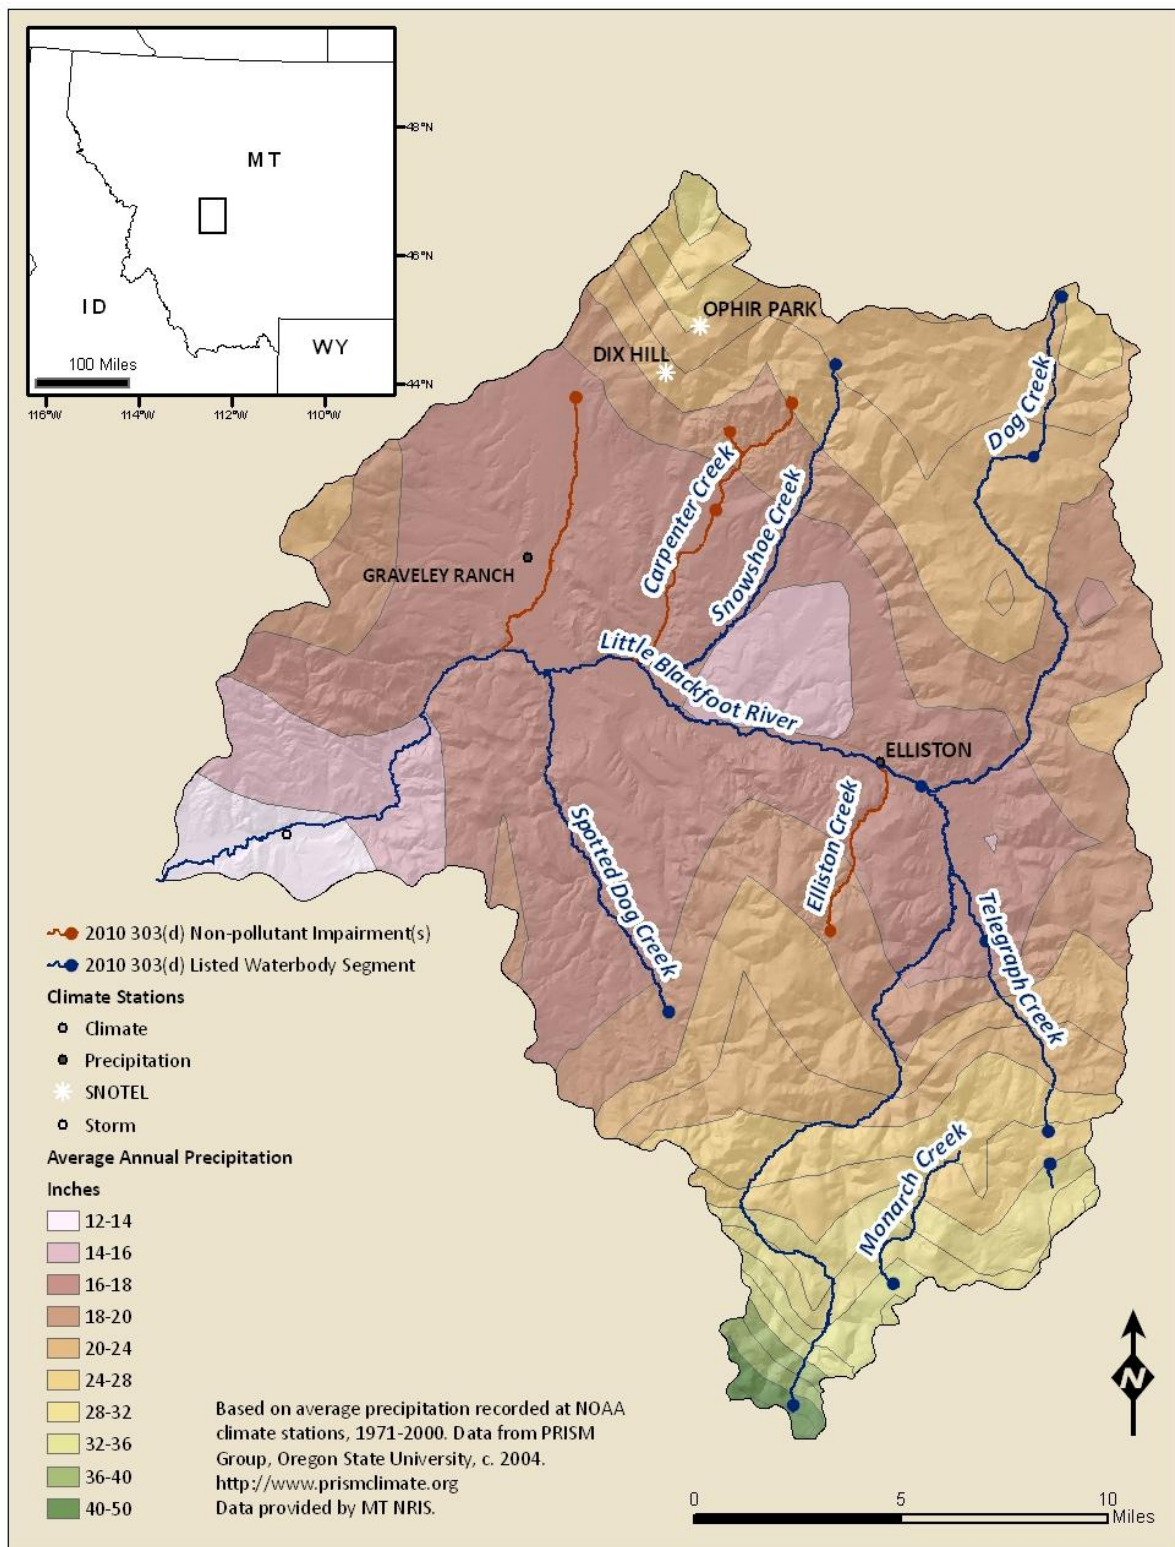 48°N
MT
46°N
ID
WY
100 Miles
44°N
116°W
114°W
112°W
110°W
OPHIR PARK
DIX HILL
Dog Creek
Carpenter Creek
Snowshoe Creek
GRAVELEY RANCH
Little Blackfoot River
ELLISTON
Spotted Dog Creek
Elliston Creek
Telegraph Creek
Monarch Creek
2010 303(d) Non-pollutant Impairment(s)
2010 303(d) Listed Waterbody Segment
Climate Stations
Climate
Precipitation
SNOTEL
Storm
Average Annual Precipitation
Inches
12-14
14-16
16-18
18-20
20-24
24-28
28-32
32-36
36-40
40-50
Based on average precipitation recorded at NOAA
climate stations, 1971-2000. Data from PRISM
Group, Oregon State University, c. 2004.
http://www.prismclimate.org
Data provided by MT NRIS.
N
0 5 10
Miles